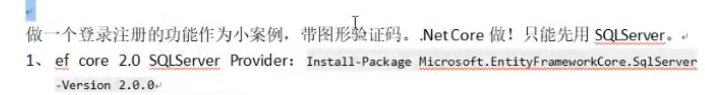 做一个登录注册的功能作为小案例，带图形验证码。.NetCore 做！只能先用 SQLServer。
1、 ef core 2.0 SQLServer Provider：Install-Package Microsoft.EntityFrameworkCore.SqlServer
-Version 2.0.0